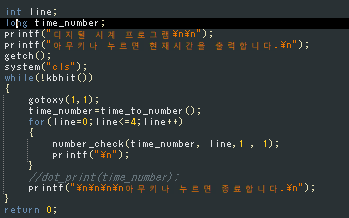 int line;
long time_number;
printf("디지털 시계 프로그램\n\n");
printf("아무키나 누르면 현재시간을 출력합니다.\n");
getch();
system("cls");
while(!kbhit())
{
gotoxy(1,1);
time_number=time_to_number();
for(line=0;line<=4;line++)
{
number_check(time_number, line,1 , 1);
printf("\n");
}
//dot_print(time_number);
printf("\n\n\n\n아무키나 누르면 종료합니다.\n");
}
return 0;